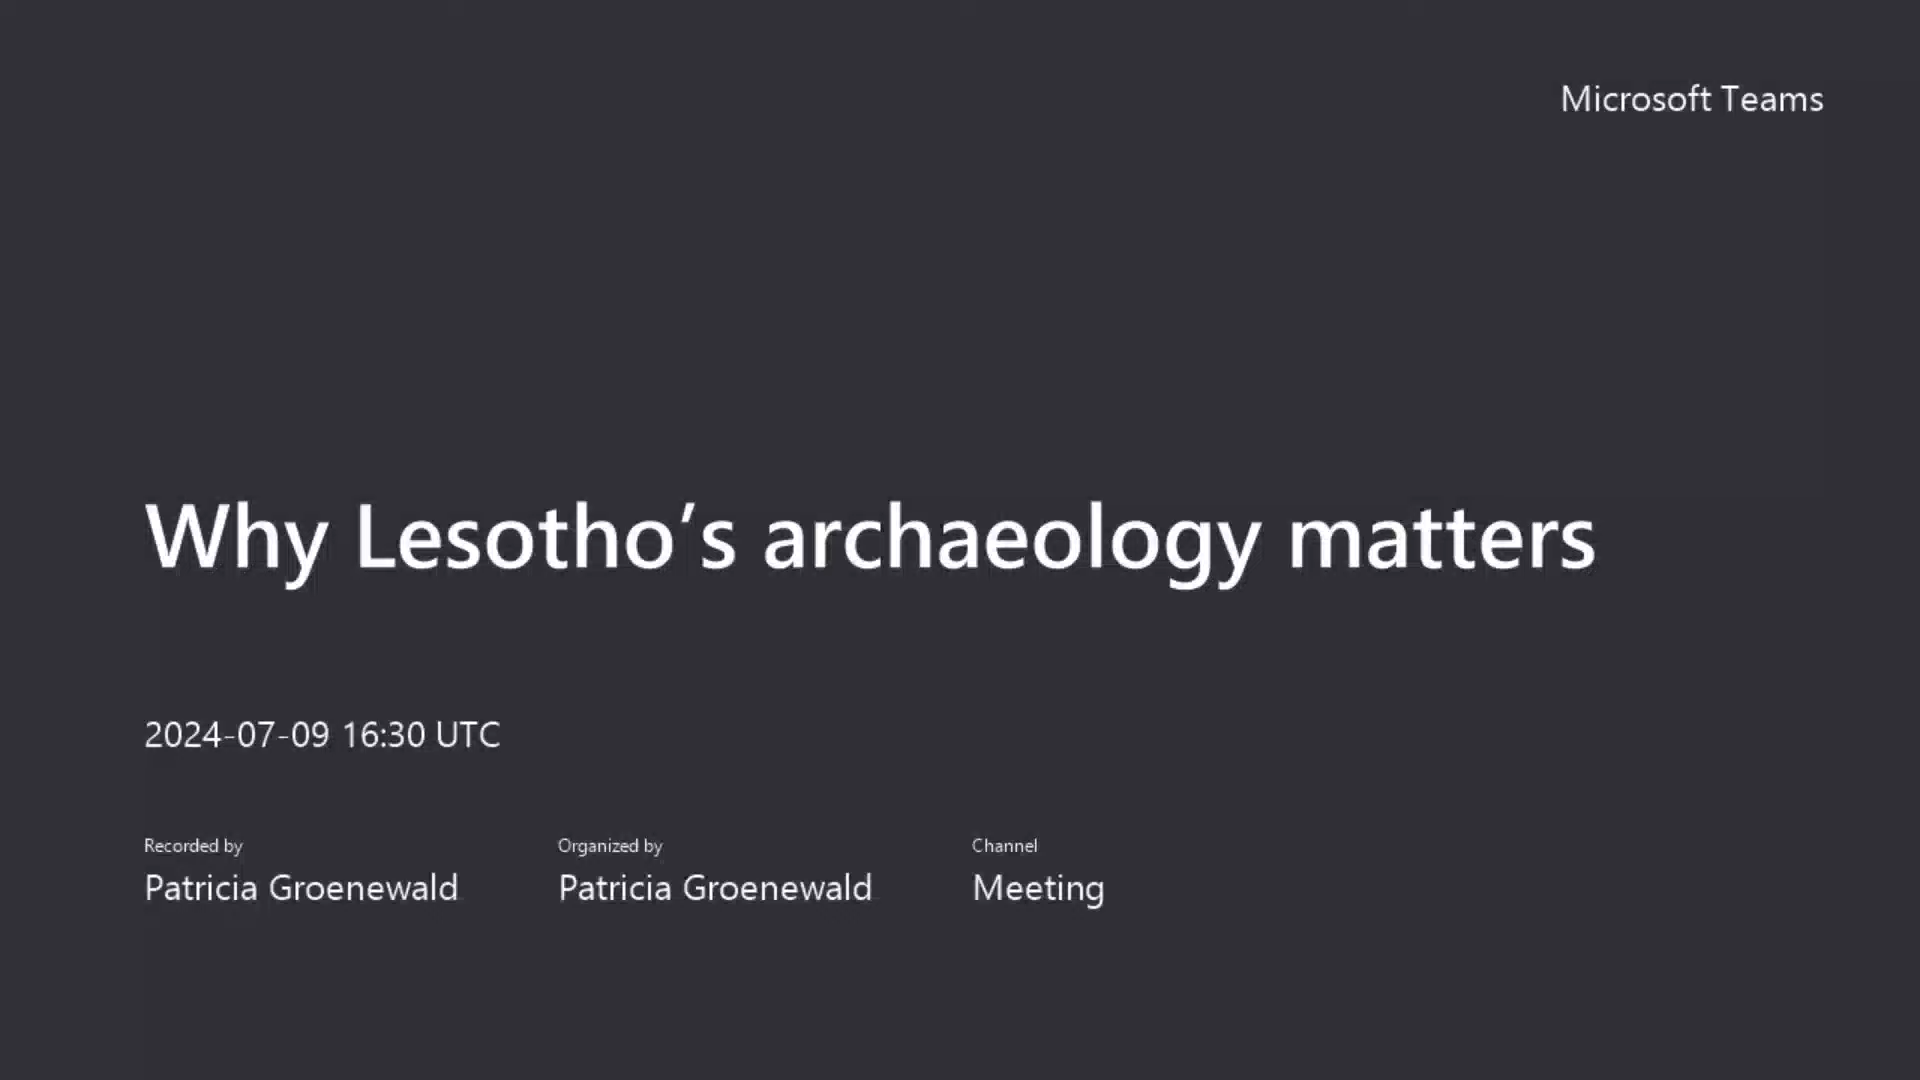 Microsoft Teams
Why Lesotho’s archaeology matters
2024-07-09 16:30 UTC
Recorded by
Organized by
Channel
Patricia Groenewald
Patricia Groenewald
Meeting